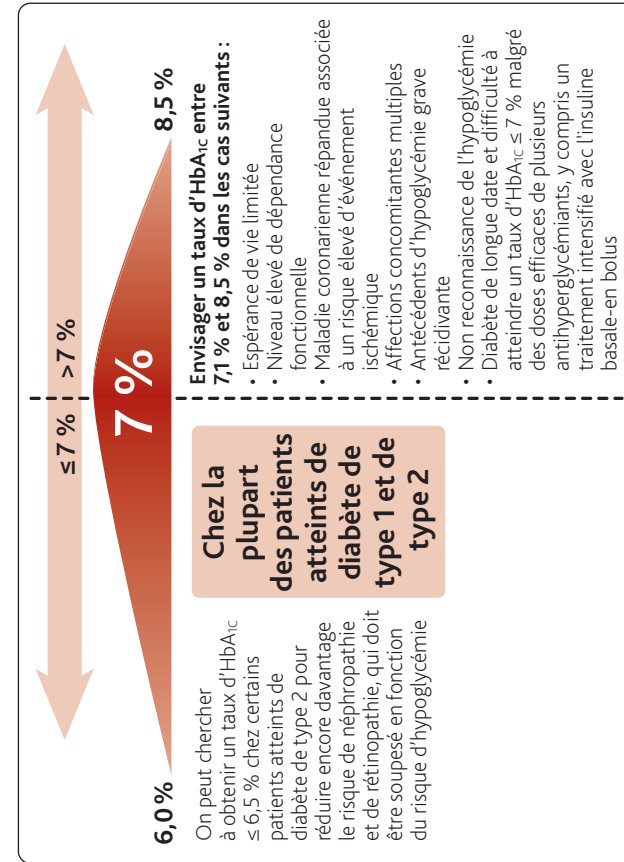 ≤7 % >7 %
6,0 %
7 %
8,5 %
On peut chercher
à obtenir un taux d’HbA1C
≤ 6,5 % chez certains
patients atteints de
diabète de type 2 pour
réduire encore davantage
le risque de néphropathie
et de rétinopathie, qui doit
être soupesé en fonction
du risque d’hypoglycémie
Chez la
plupart
des patients
atteints de
diabète de
type 1 et de
type 2
Envisager un taux d’HbA1C entre
7,1 % et 8,5 % dans les cas suivants :
• Espérance de vie limitée
• Niveau élevé de dépendance
fonctionnelle
• Maladie coronarienne répandue associée
à un risque élevé d’événement
ischémique
• Affections concomitantes multiples
• Antécédents d’hypoglycémie grave
récidivante
• Non reconnaissance de l’hypoglycémie
• Diabète de longue date et difficulté à
atteindre un taux d’HbA1C ≤ 7 % malgré
des doses efficaces de plusieurs
antihyperglycémiants, y compris un
traitement intensifié avec l’insuline
basale-en bolus